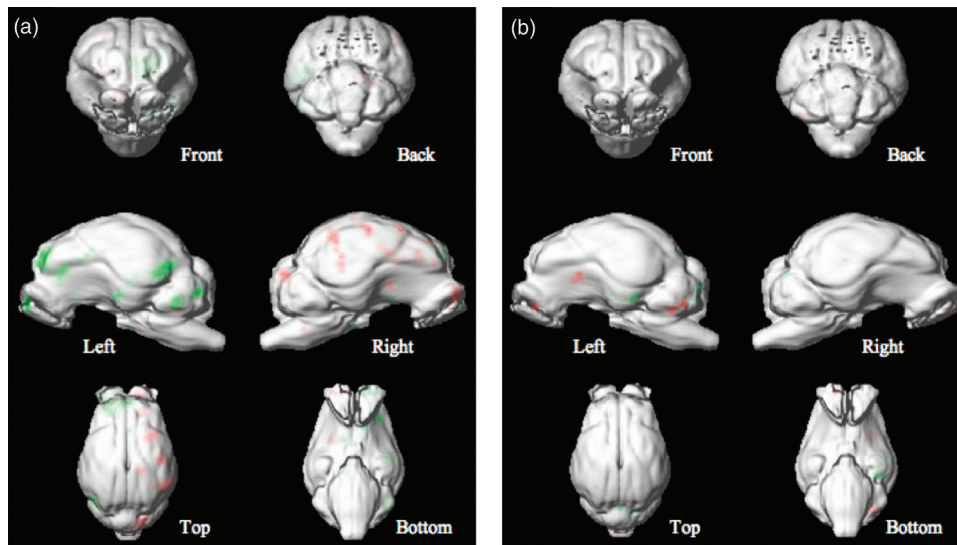 (a)
Front
Back
Left
Right
Top
Bottom
(b)
Front
Back
Left
Right
Top
Bottom